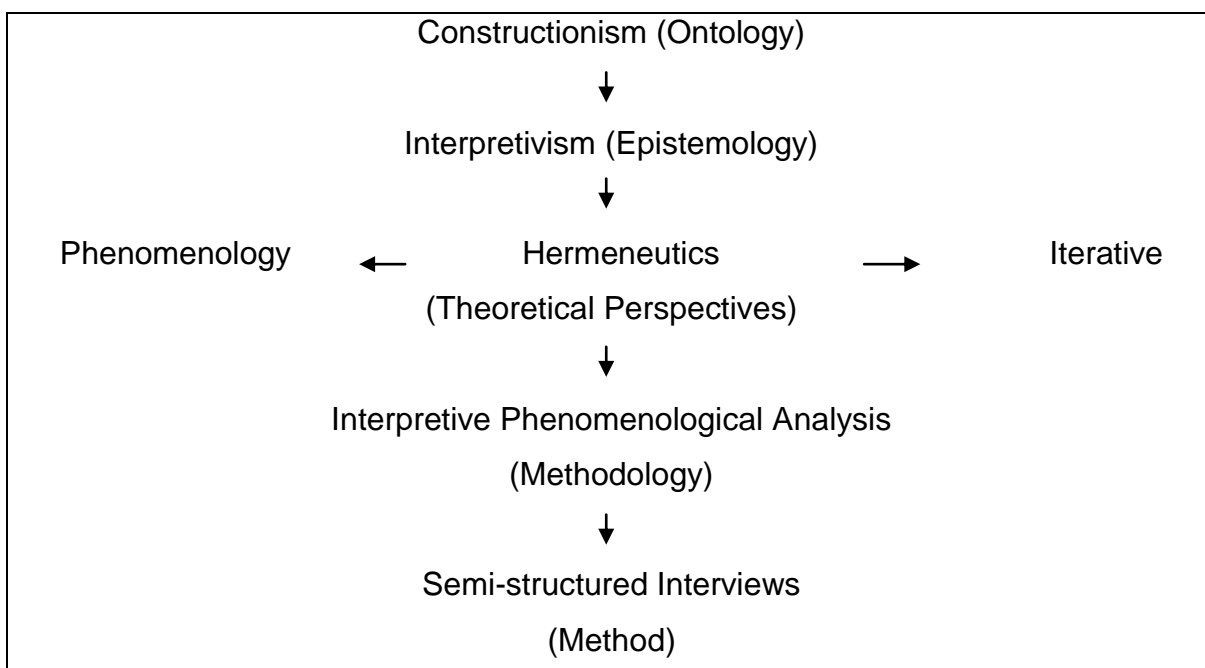 Constructionism (Ontology)
Interpretivism (Epistemology)
Phenomenology Hermeneutics Iterative
(Theoretical Perspectives)
Interpretive Phenomenological Analysis
(Methodology)
Semi-structured Interviews
(Method)